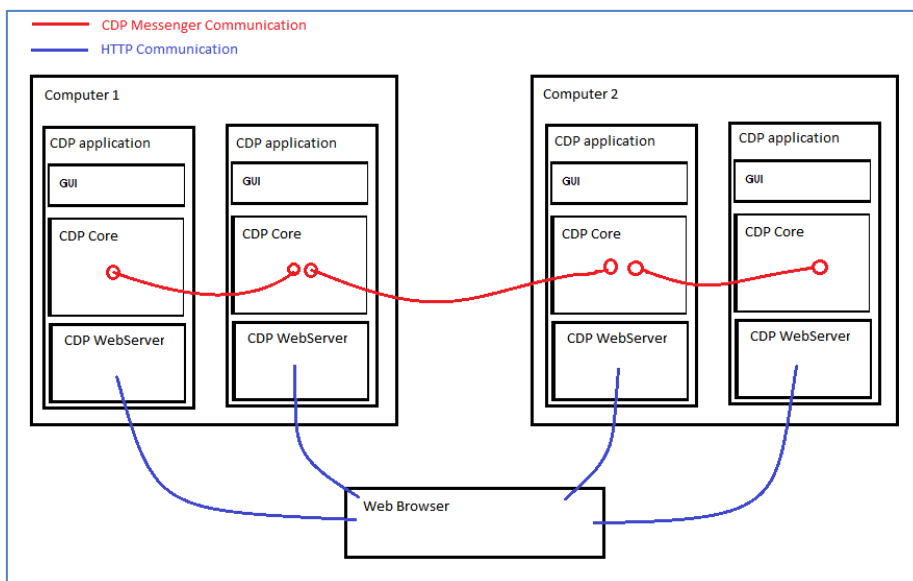 CDP Messenger Communication
HTTP Communication
Computer 1
CDP application
GUI
CDP Core
CDP WebServer
CDP application
GUI
CDP Core
CDP WebServer
Computer 2
CDP application
GUI
CDP Core
CDP WebServer
CDP application
GUI
CDP Core
CDP WebServer
Web Browser